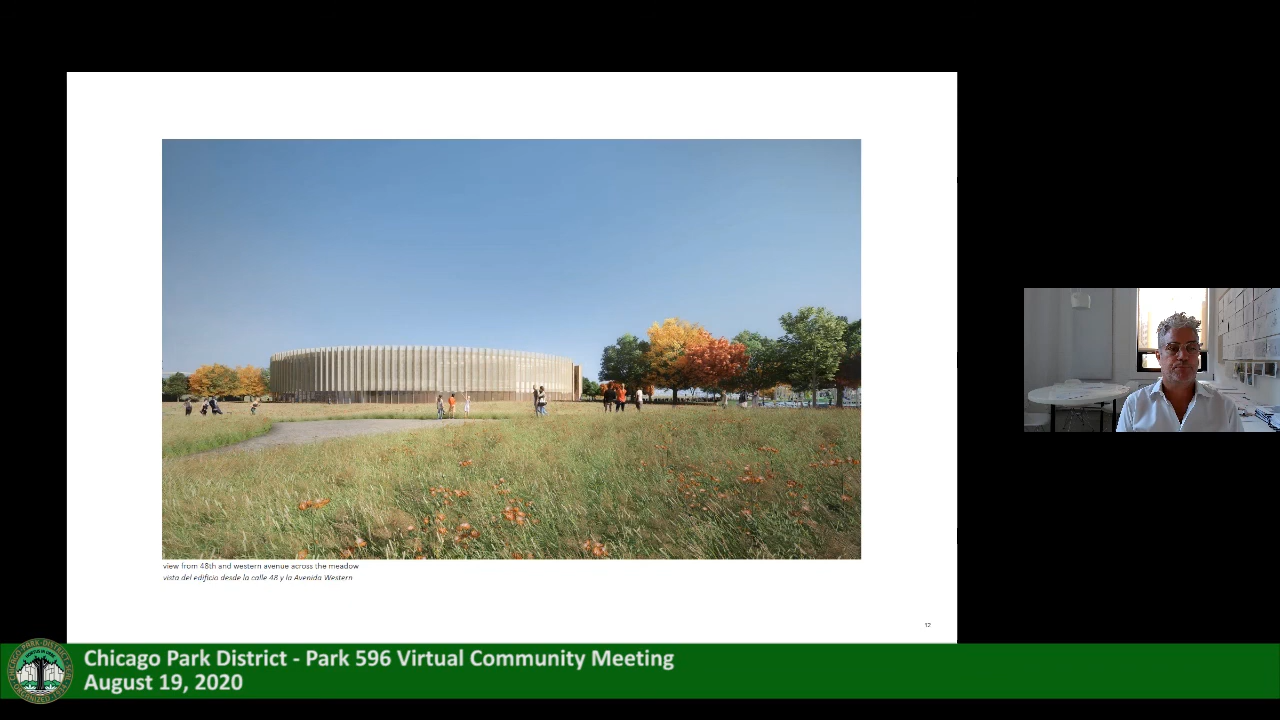 view from 48th and western avenue across the meadow
vista del edificio desde la calle 48 y la Avenida Western
12
Chicago Park District - Park 596 Virtual Community Meeting
August 19, 2020